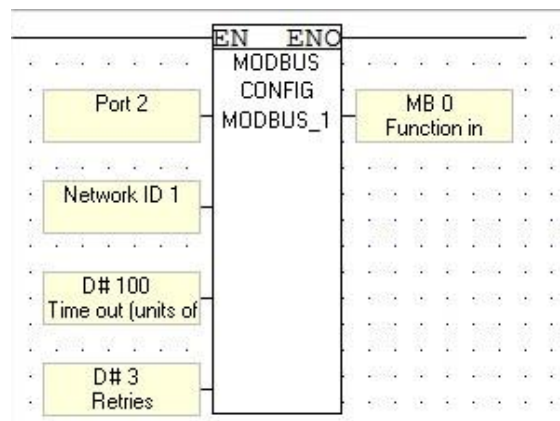 EN ENO
MODBUS
CONFIG
MODBUS_1
Port 2
MB 0
Function in
Network ID 1
D# 100
Time out (units of
D# 3
Retries